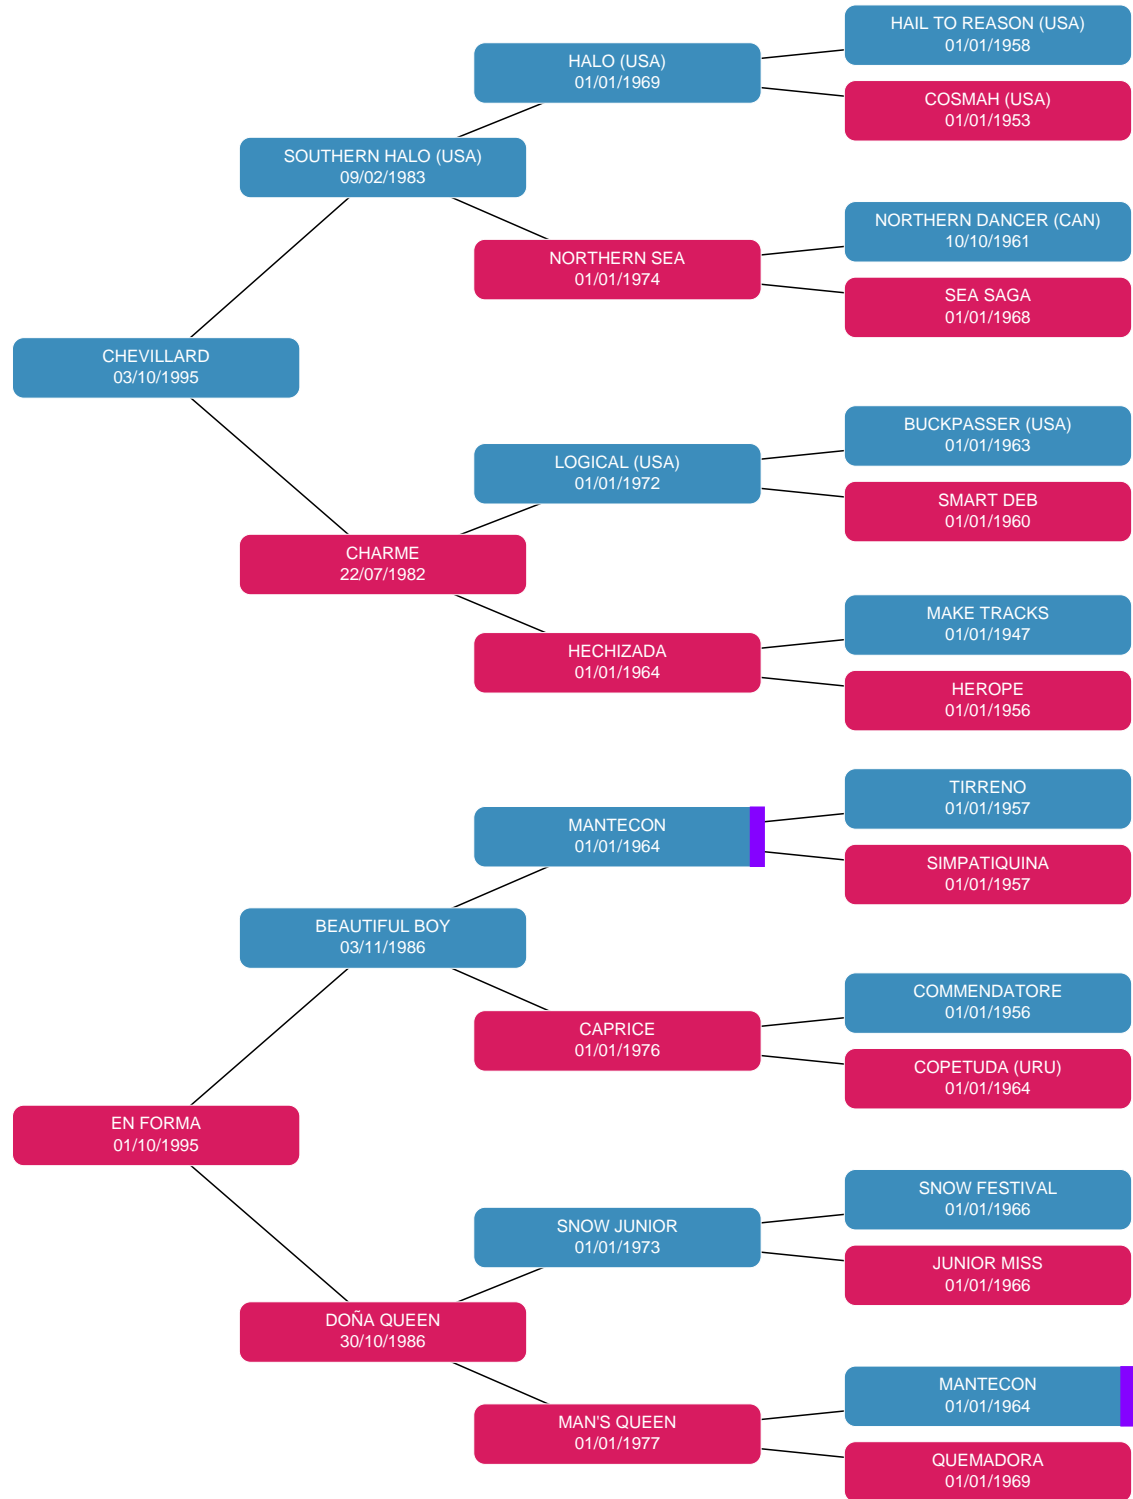 HAIL TO REASON (USA)
01/01/1958
HALO (USA)
01/01/1969
COSMAH (USA)
01/01/1953
SOUTHERN HALO (USA)
09/02/1983
NORTHERN DANCER (CAN)
10/10/1961
NORTHERN SEA
01/01/1974
SEA SAGA
01/01/1968
CHEVILLARD
03/10/1995
BUCKPASSER (USA)
01/01/1963
LOGICAL (USA)
01/01/1972
SMART DEB
01/01/1960
CHARME
22/07/1982
MAKE TRACKS
01/01/1947
HECHIZADA
01/01/1964
HEROPE
01/01/1956
TIRRENO
01/01/1957
MANTECON
01/01/1964
SIMPATIQUINA
01/01/1957
BEAUTIFUL BOY
03/11/1986
COMMENDATORE
01/01/1956
CAPRICE
01/01/1976
COPETUDA (URU)
01/01/1964
EN FORMA
01/10/1995
SNOW FESTIVAL
01/01/1966
SNOW JUNIOR
01/01/1973
JUNIOR MISS
01/01/1966
DOÑA QUEEN
30/10/1986
MANTECON
01/01/1964
MAN'S QUEEN
01/01/1977
QUEMADORA
01/01/1969